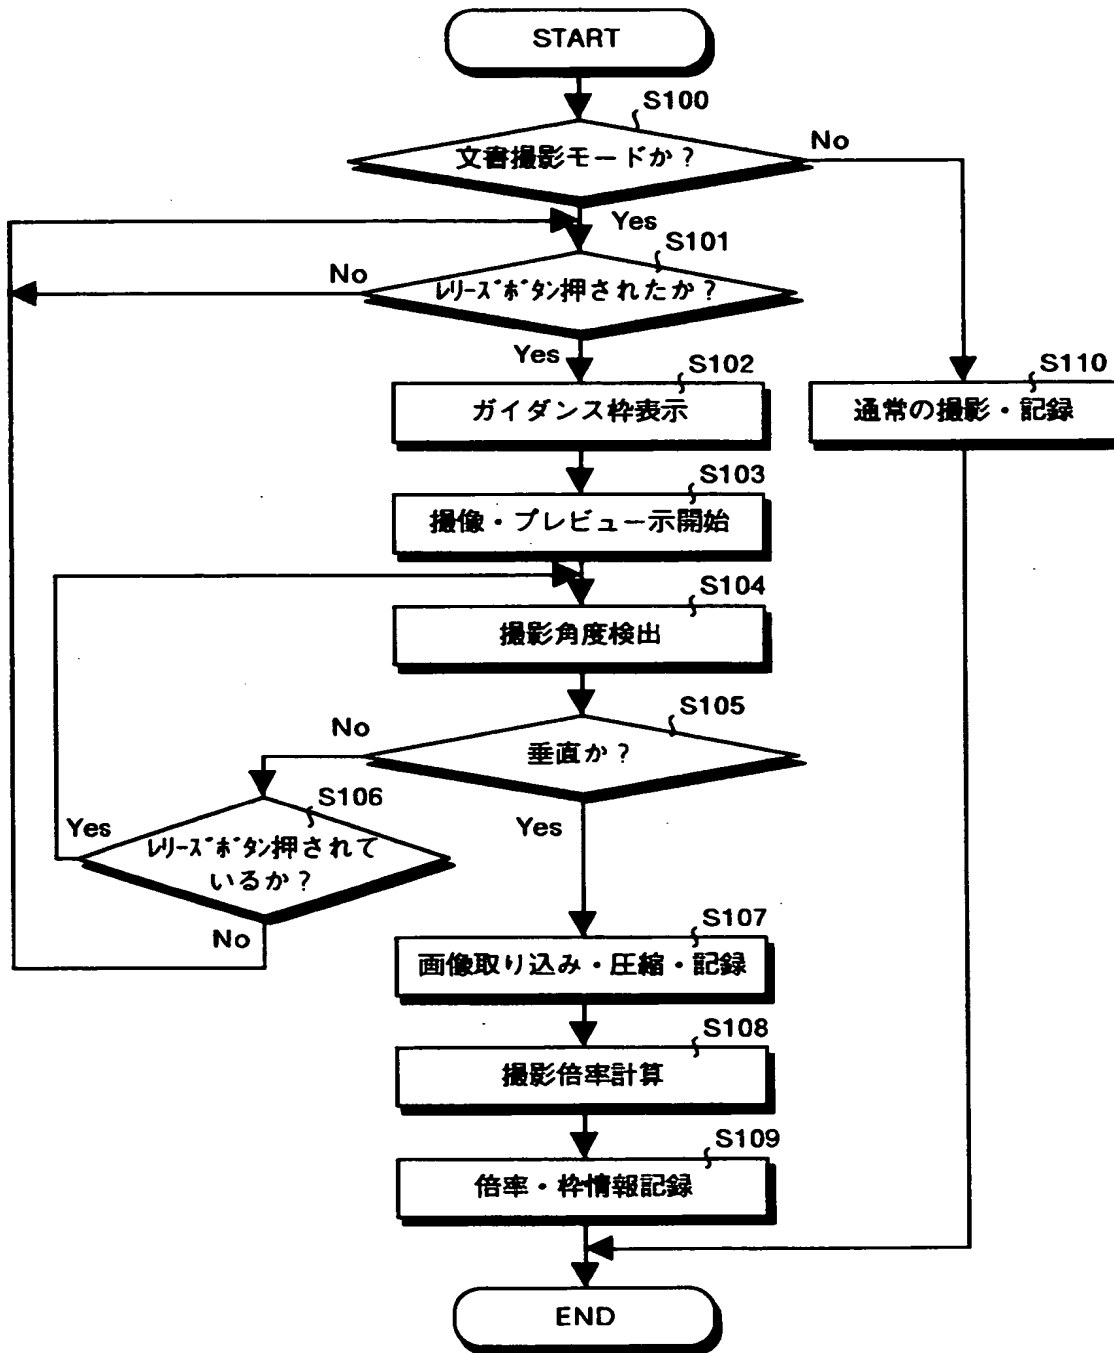 START
S100
文書撮影モードか?
No
Yes
S101
No
レリーズボタン押されたか?
Yes
S102
ガイダンス枠表示
S110
通常の撮影・記録
S103
撮像・プレビュー示開始
S104
撮影角度検出
S105
No
垂直か?
Yes
S106
Yes
レリーズボタン押されて
いるか?
No
S107
画像取り込み・圧縮・記録
S108
撮影倍率計算
S109
倍率・枠情報記録
END